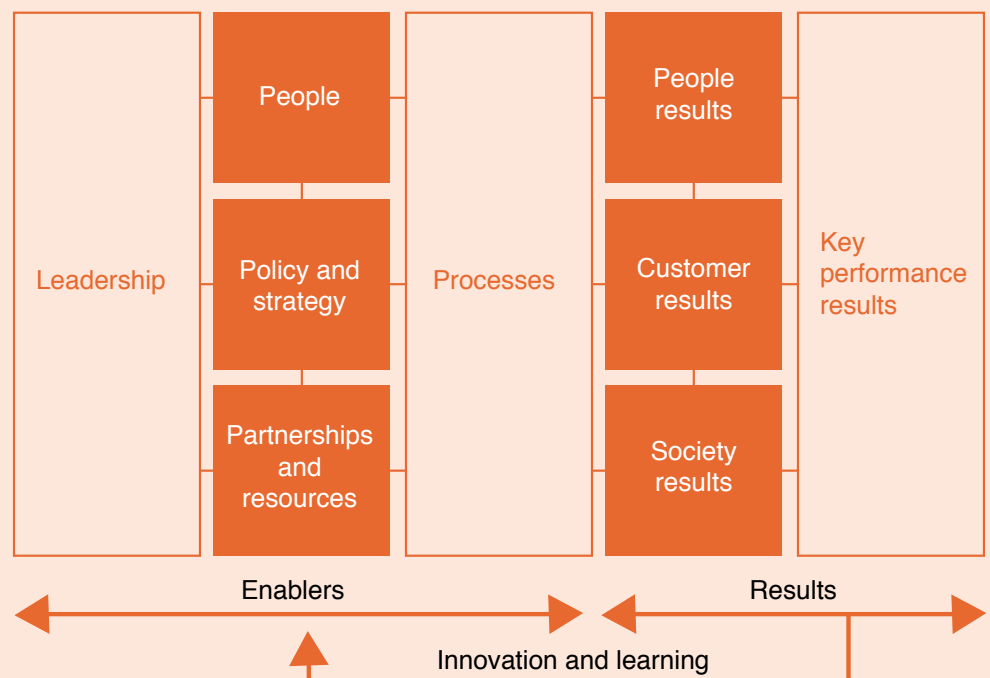 Leadership
People
Policy and
strategy
Partnerships
and
resources
Processes
People
results
Customer
results
Society
results
Key
performance
results
Enablers
Results
Innovation and learning